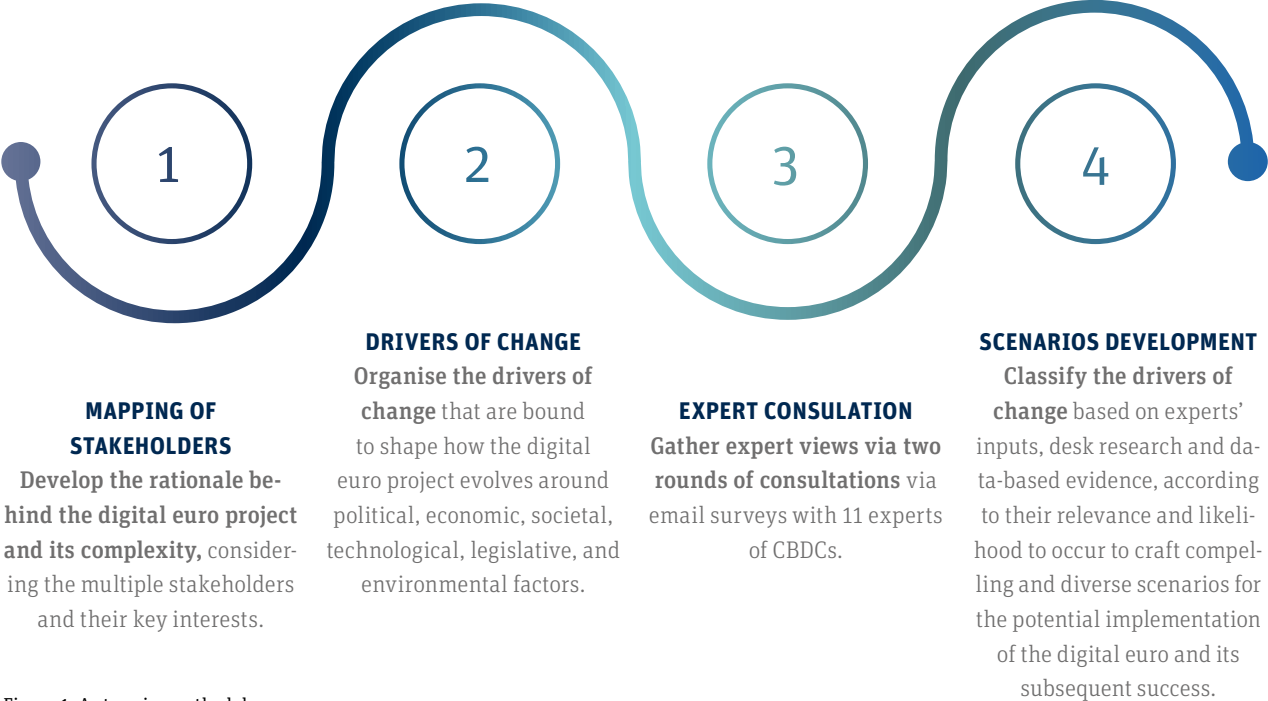 1
2
3
4
MAPPING OF
STAKEHOLDERS
Develop the rationale be-
hind the digital euro project
and its complexity, consider-
ing the multiple stakeholders
and their key interests.
DRIVERS OF CHANGE
Organise the drivers of
change that are bound
to shape how the digital
euro project evolves around
political, economic, societal,
technological, legislative, and
environmental factors.
EXPERT CONSULATION
Gather expert views via two
rounds of consultations via
email surveys with 11 experts
of CBDCs.
SCENARIOS DEVELOPMENT
Classify the drivers of
change based on experts’
inputs, desk research and da-
ta-based evidence, according
to their relevance and likeli-
hood to occur to craft compel-
ling and diverse scenarios for
the potential implementation
of the digital euro and its
subsequent success.